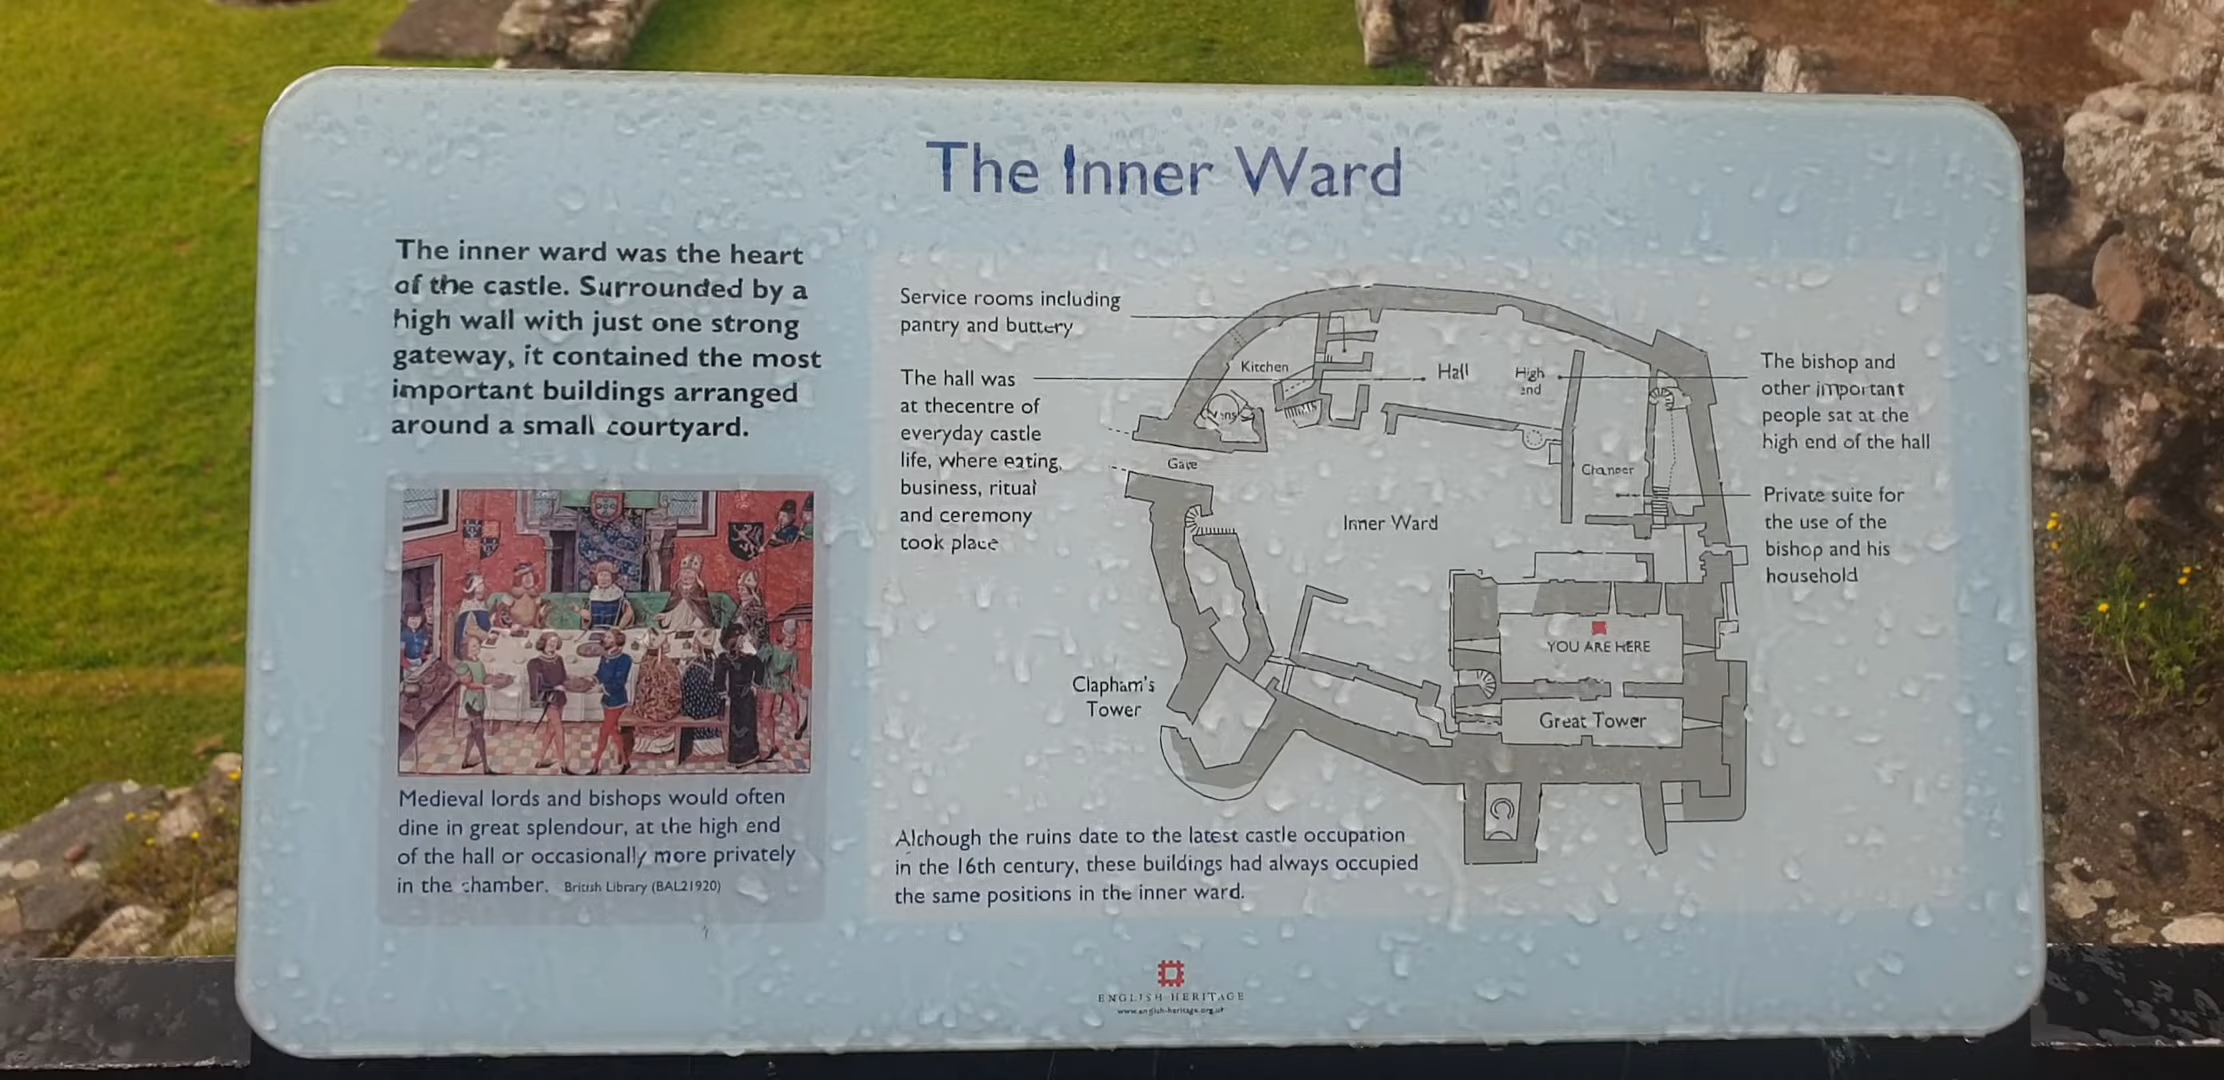 The Inner Ward
The inner ward was the heart
of the castle. Surrounded by a
high wall with just one strong
gateway, it contained the most
important buildings arranged
around a small courtyard.
Medieval lords and bishops would often
dine in great splendour, at the high end
of the hall or occasionally more privately
in the chamber. British Library (BAL21920)
Service rooms including
pantry and buttery
The hall was
at thecentre of
everyday castle
life, where eating,
business, ritual
and ceremony
took place
Kitchen
Ovens
Hall
High
end
Gate
Chamber
Inner Ward
YOU ARE HERE
Great Tower
Clapham's
Tower
The bishop and
other important
people sat at the
high end of the hall
Private suite for
the use of the
bishop and his
household
Although the ruins date to the latest castle occupation
in the 16th century, these buildings had always occupied
the same positions in the inner ward.
ENGLISH HERITAGE
www.english-heritage.org.uk